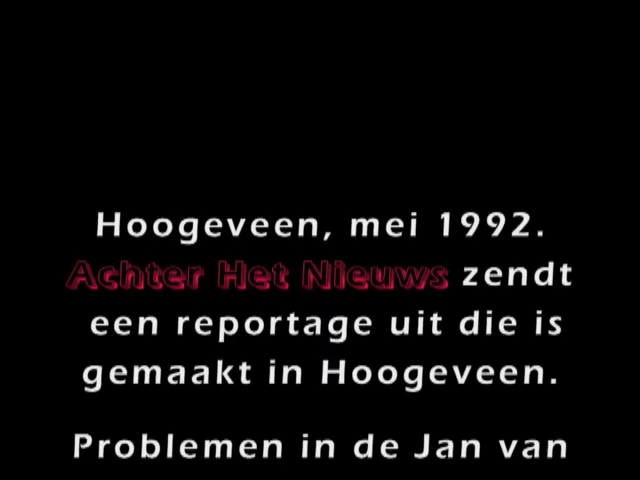 Hoogeveen, mei 1992.
Achter Het Nieuws zendt
een reportage uit die is
gemaakt in Hoogeveen.
Problemen in de Jan van